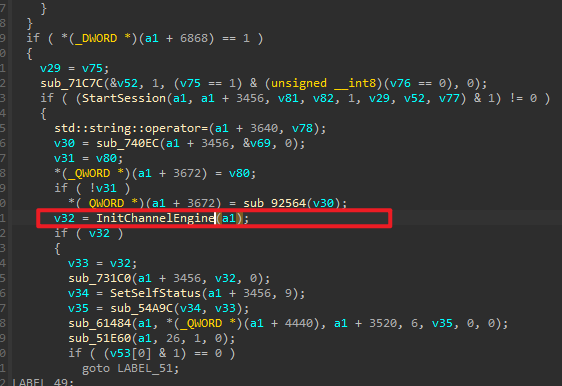 7 }
8 }
9 if ( *(_DWORD *)(a1 + 6868) == 1 )
0 {
1 v29 = v75;
2 sub_71C7C(&v52, 1, (v75 == 1) & (unsigned __int8)(v76 == 0), 0);
3 if ( (StartSession(a1, a1 + 3456, v81, v82, 1, v29, v52, v77) & 1) != 0 )
4 {
5 std::string::operator=(a1 + 3640, v78);
6 v30 = sub_740EC(a1 + 3456, &v69, 0);
7 v31 = v80;
8 *(_QWORD *)(a1 + 3672) = v80;
9 if ( !v31 )
0 *(_QWORD *)(a1 + 3672) = sub_92564(v30);
1 v32 = InitChannelEngine(a1);
2 if ( v32 )
3 {
4 v33 = v32;
5 sub_731C0(a1 + 3456, v32, 0);
6 v34 = SetSelfStatus(a1 + 3456, 9);
7 v35 = sub_54A9C(v34, v33);
8 sub_61484(a1, *(_QWORD *)(a1 + 4440), a1 + 3520, 6, v35, 0, 0);
9 sub_51E60(a1, 26, 1, 0);
0 if ( (v53[0] & 1) == 0 )
1 goto LABEL_51;
2 LABEL_49: